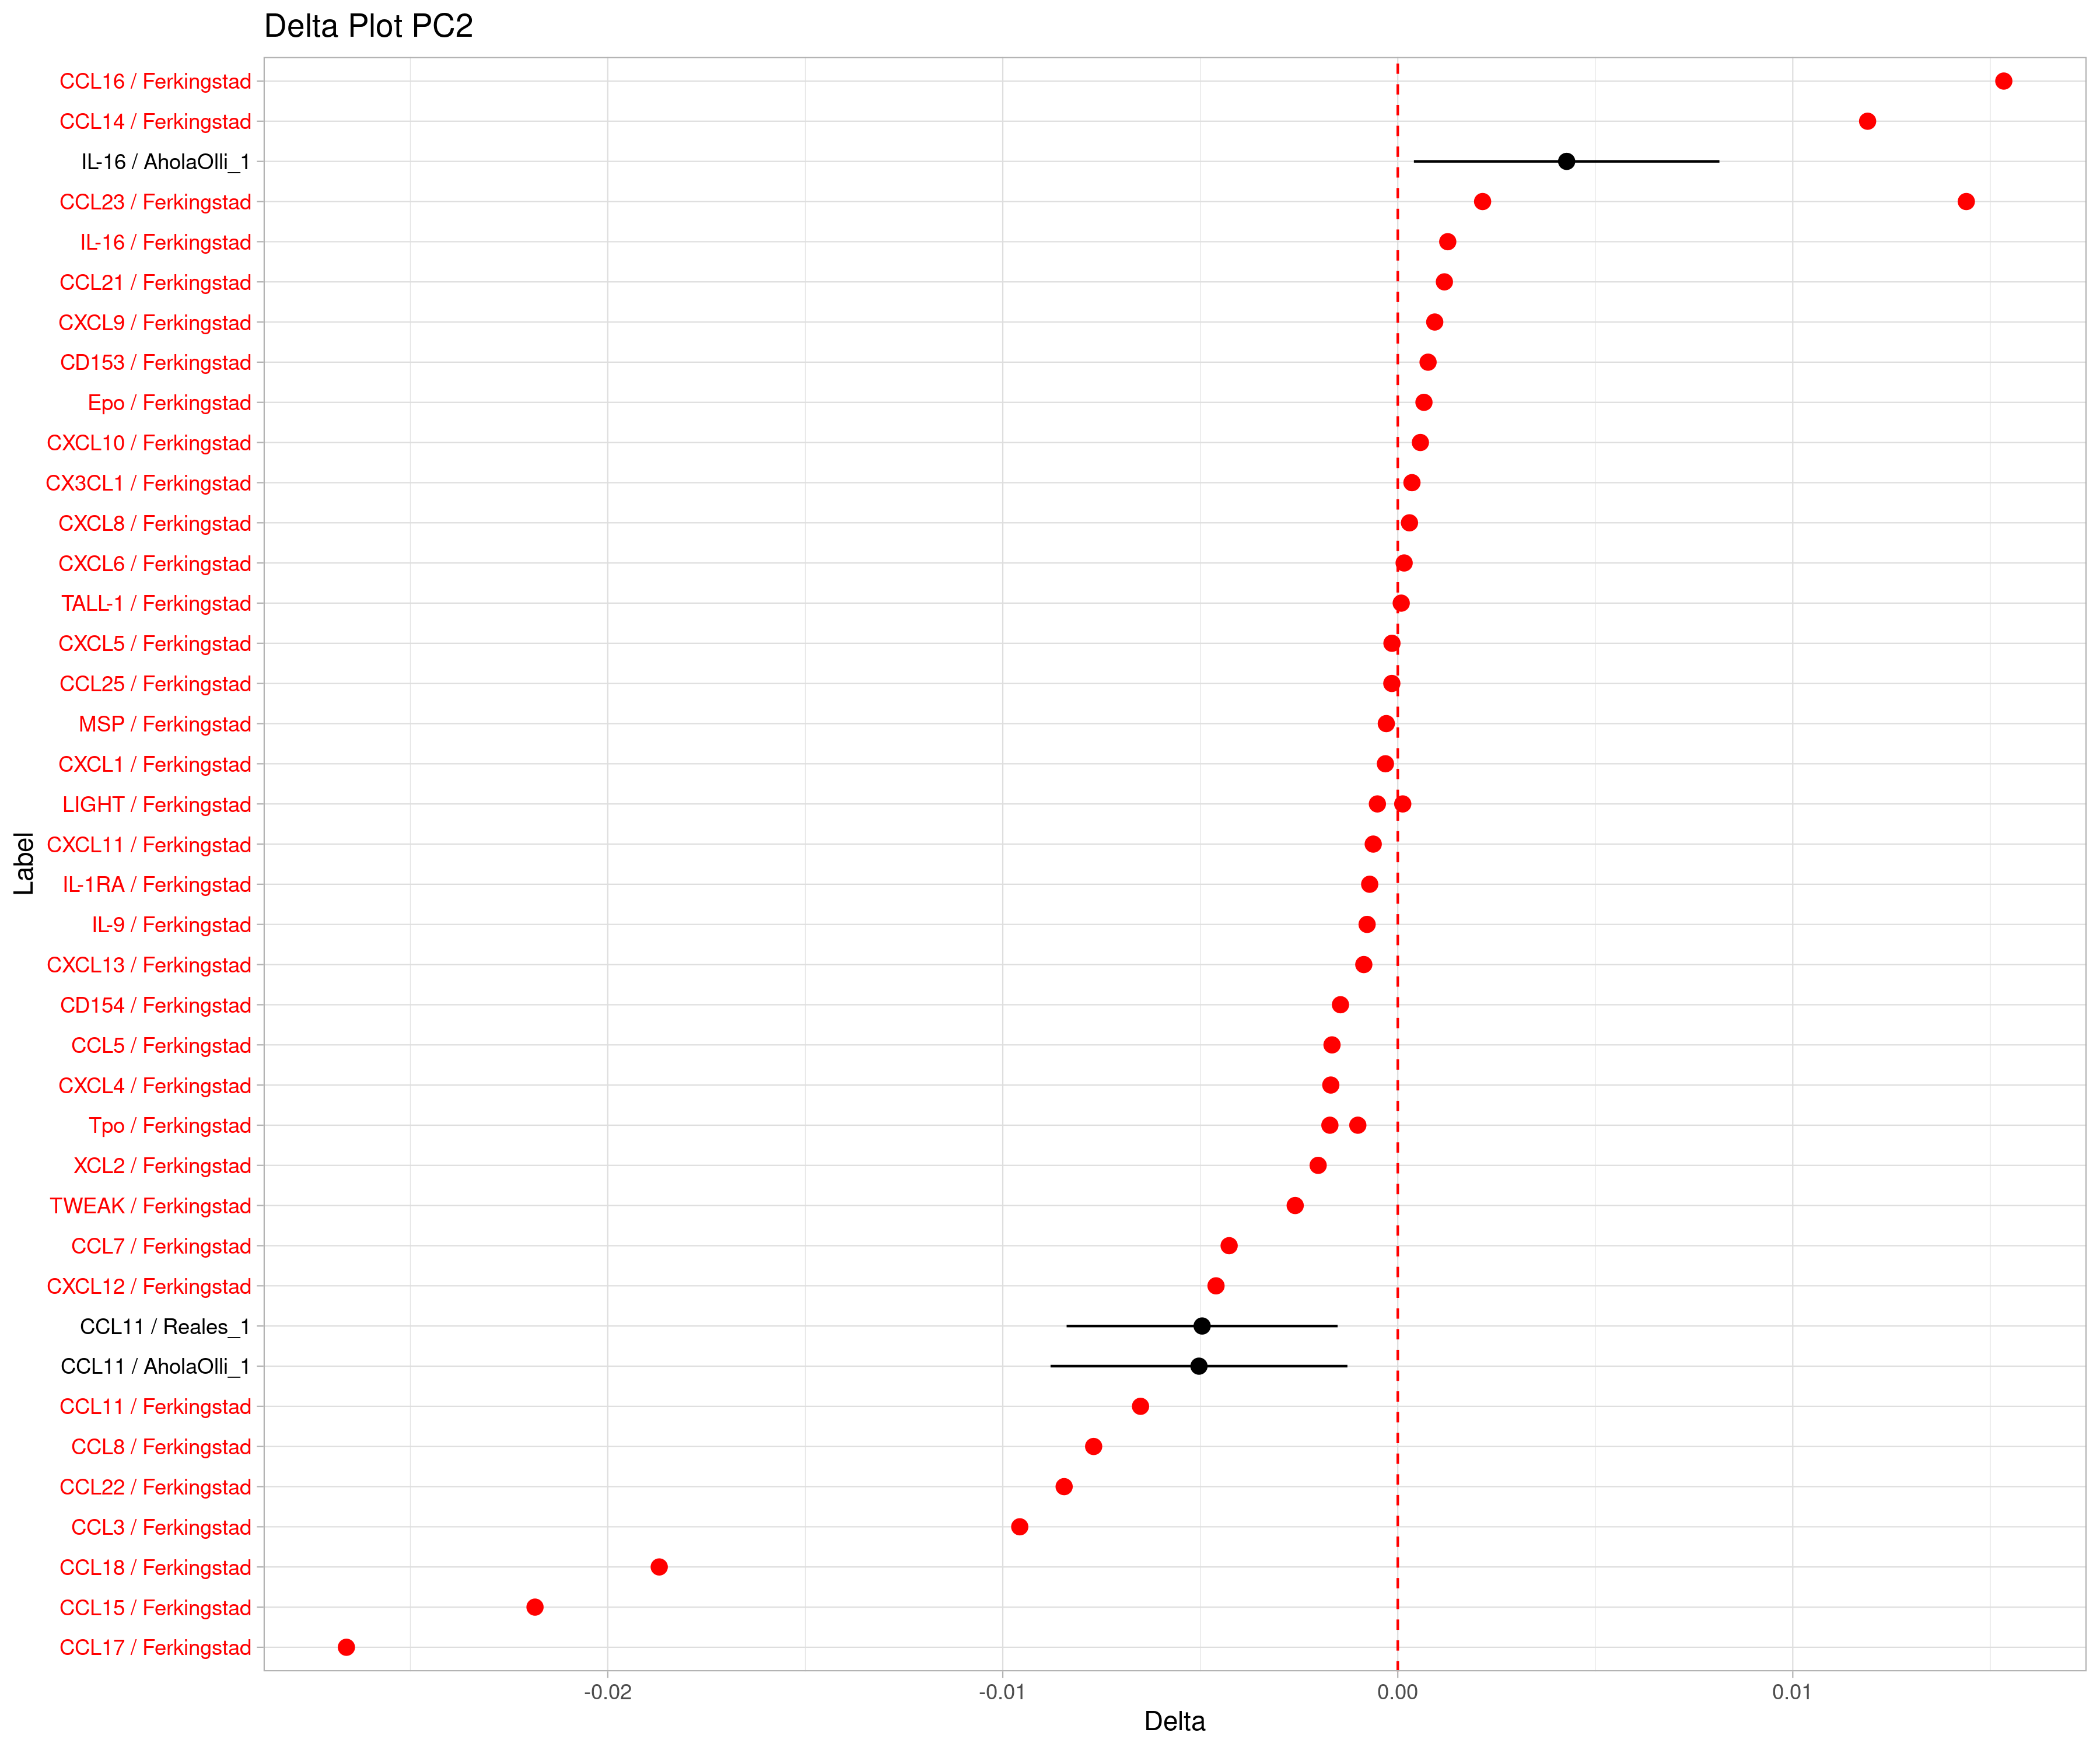 Delta Plot PC2
CCL16 / Ferkingstad
CCL14 / Ferkingstad
IL-16 / AholaOlli_1
CCL23 / Ferkingstad
IL-16 / Ferkingstad
CCL21 / Ferkingstad
CXCL9 / Ferkingstad
CD153 / Ferkingstad
Epo / Ferkingstad
CXCL10 / Ferkingstad
CX3CL1 / Ferkingstad
CXCL8 / Ferkingstad
CXCL6 / Ferkingstad
TALL-1 / Ferkingstad
CXCL5 / Ferkingstad
CCL25 / Ferkingstad
MSP / Ferkingstad
CXCL1 / Ferkingstad
LIGHT / Ferkingstad
CXCL11 / Ferkingstad
IL-1RA / Ferkingstad
IL-9 / Ferkingstad
CXCL13 / Ferkingstad
CD154 / Ferkingstad
CCL5 / Ferkingstad
CXCL4 / Ferkingstad
Tpo / Ferkingstad
XCL2 / Ferkingstad
TWEAK / Ferkingstad
CCL7 / Ferkingstad
CXCL12 / Ferkingstad
CCL11 / Reales_1
CCL11 / AholaOlli_1
CCL11 / Ferkingstad
CCL8 / Ferkingstad
CCL22 / Ferkingstad
CCL3 / Ferkingstad
CCL18 / Ferkingstad
CCL15 / Ferkingstad
CCL17 / Ferkingstad
Label
-0.02 -0.01 0.00 0.01
Delta